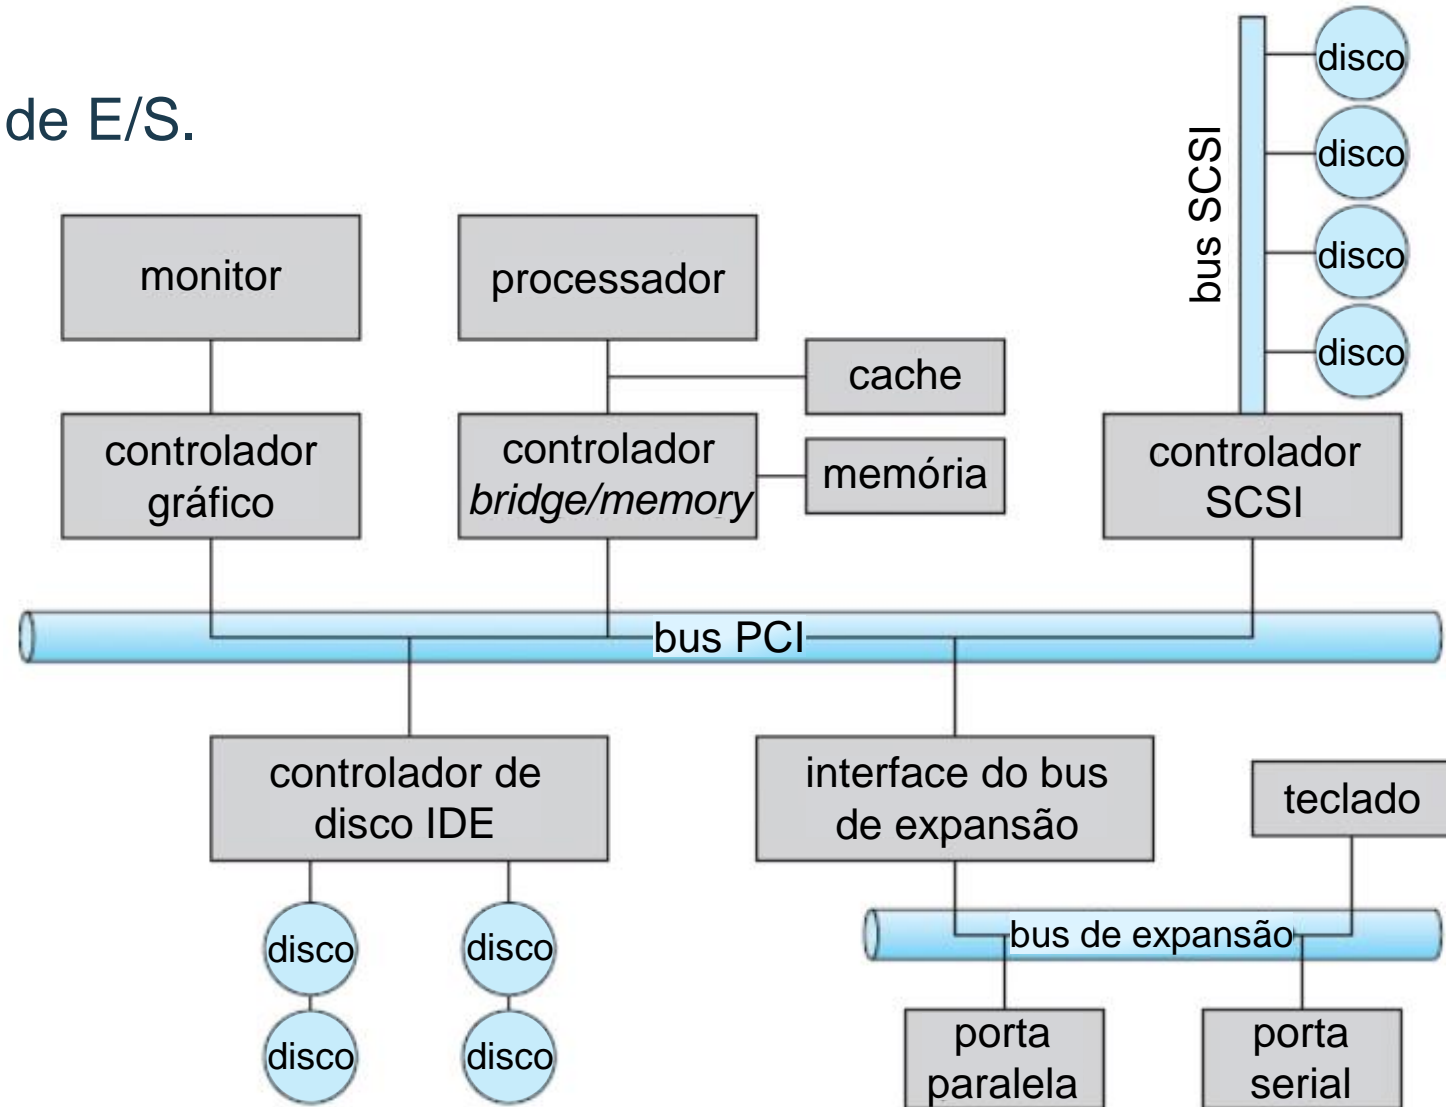 de E/S.
disco
disco
disco
disco
bus SCSI
monitor
processador
cache
controlador
gráfico
controlador
bridge/memory
memória
controlador
SCSI
bus PCI
controlador de
disco IDE
interface do bus
de expansão
teclado
disco
disco
bus de expansão
disco
disco
porta
paralela
porta
serial